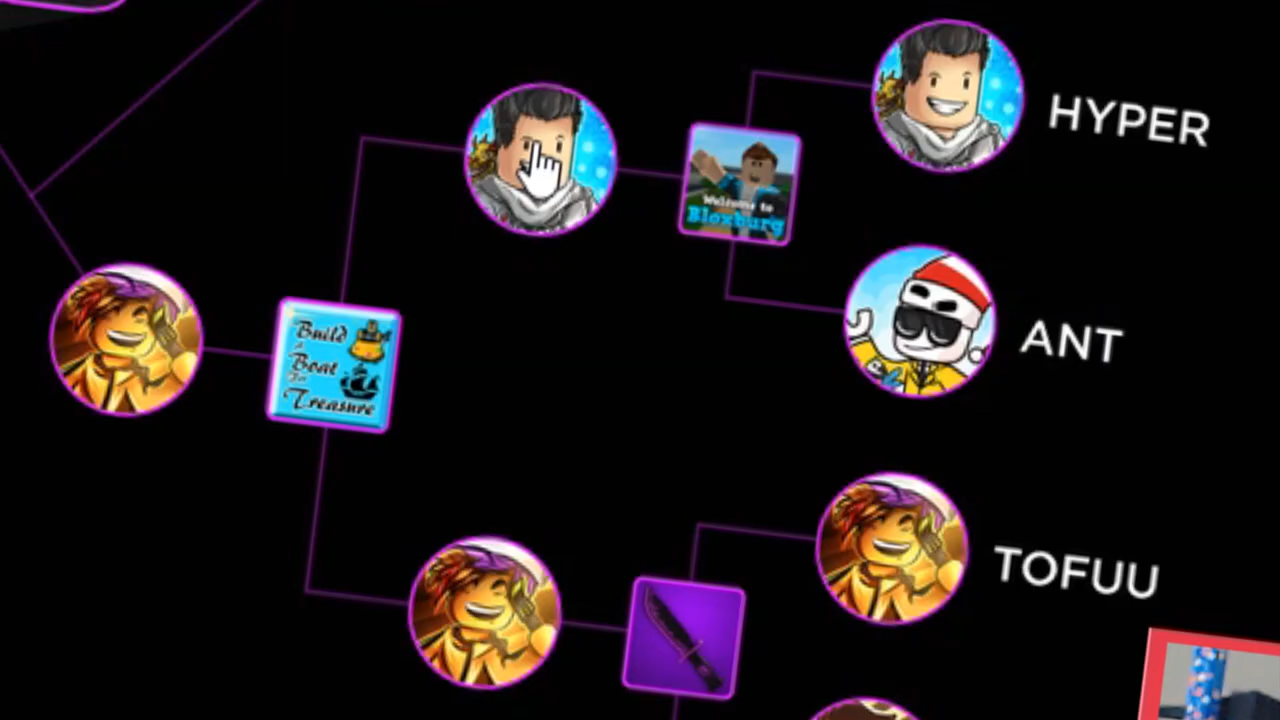 HYPER
Welcome to
Bloxburg
ANT
Build
A
Boat
For
Treasure
TOFUU